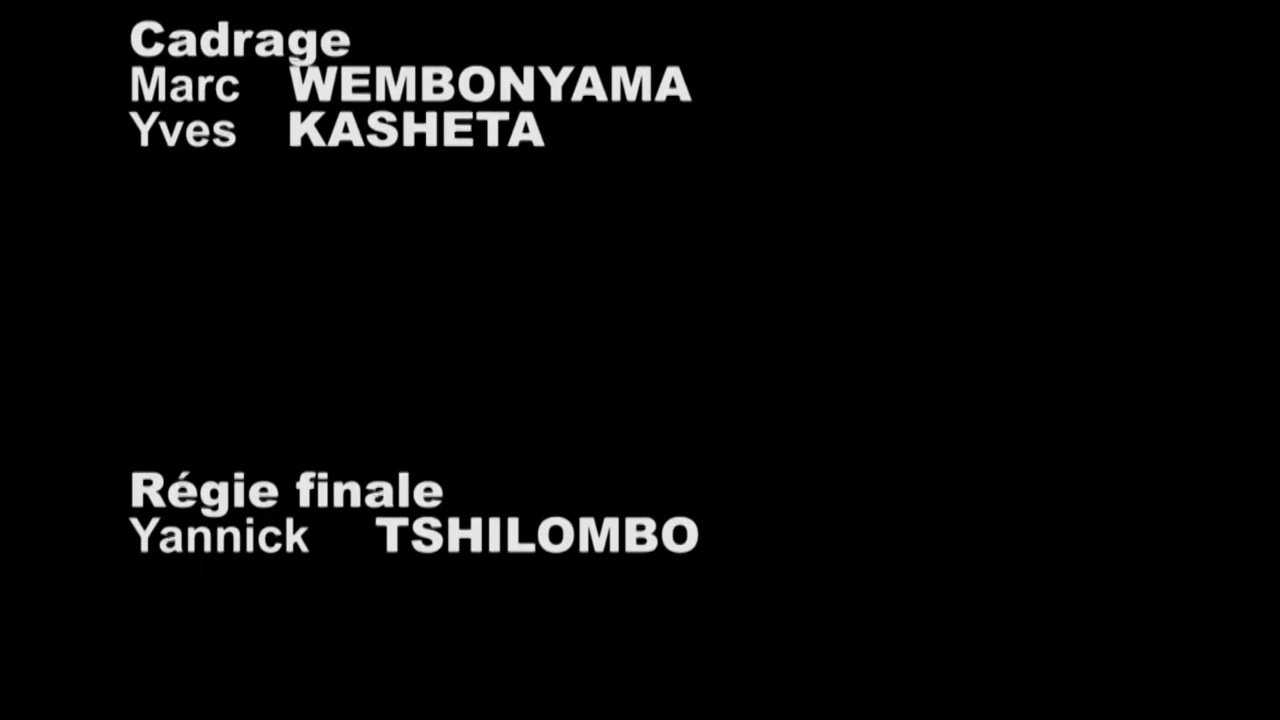 Cadrage
Marc WEMBONYAMA
Yves KASHETA
Régie finale
Yannick TSHILOMBO